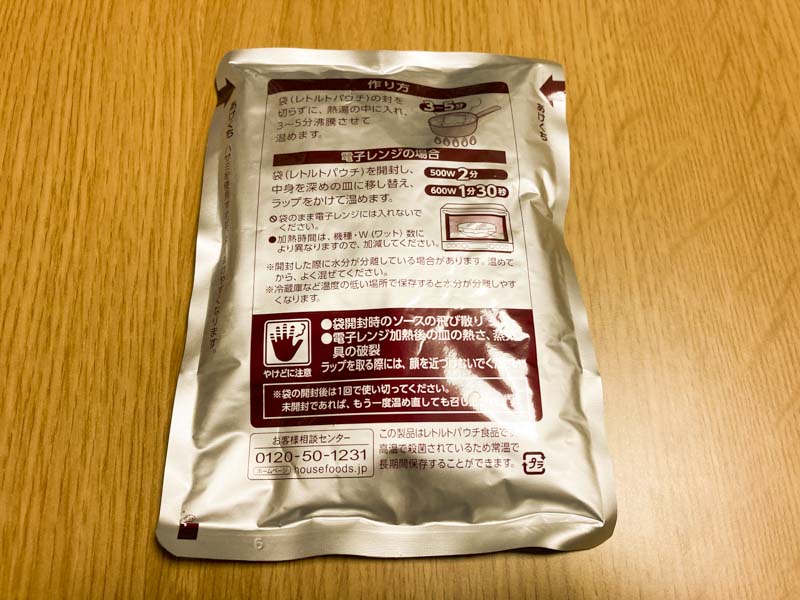 作り方
袋(レトルトパウチ)の封を
切らずに、熱湯の中に入れ、
3〜5分沸騰させて
温めます。
3〜5分
電子レンジの場合
袋(レトルトパウチ)を開封し、
中身を深めの皿に移し替え、
ラップをかけて温めます。
500W 2分
600W 1分30秒
袋のまま電子レンジには入れないで
ください。
●加熱時間は、機種・W(ワット)数に
より異なりますので、加減してください。
※開封した際に水分が分離している場合があります。温めて
から、よく混ぜてください。
※冷蔵庫など温度の低い場所で保存すると水分が分離しやす
くなります。
やけどに注意
●袋開封時のソースの飛び散り
●電子レンジ加熱後の皿の熱さ、蒸気、
具の破裂
ラップを取る際には、顔を近づけないでください
※袋の開封後は1回で使い切ってください。
未開封であれば、もう一度温め直しても召し
お客様相談センター
0120-50-1231
ホームページ housefoods.jp
この製品はレトルトパウチ食品です。
高温で殺菌されているため常温で
長期間保存することができます。
プラ
あけくち
あけくち
6